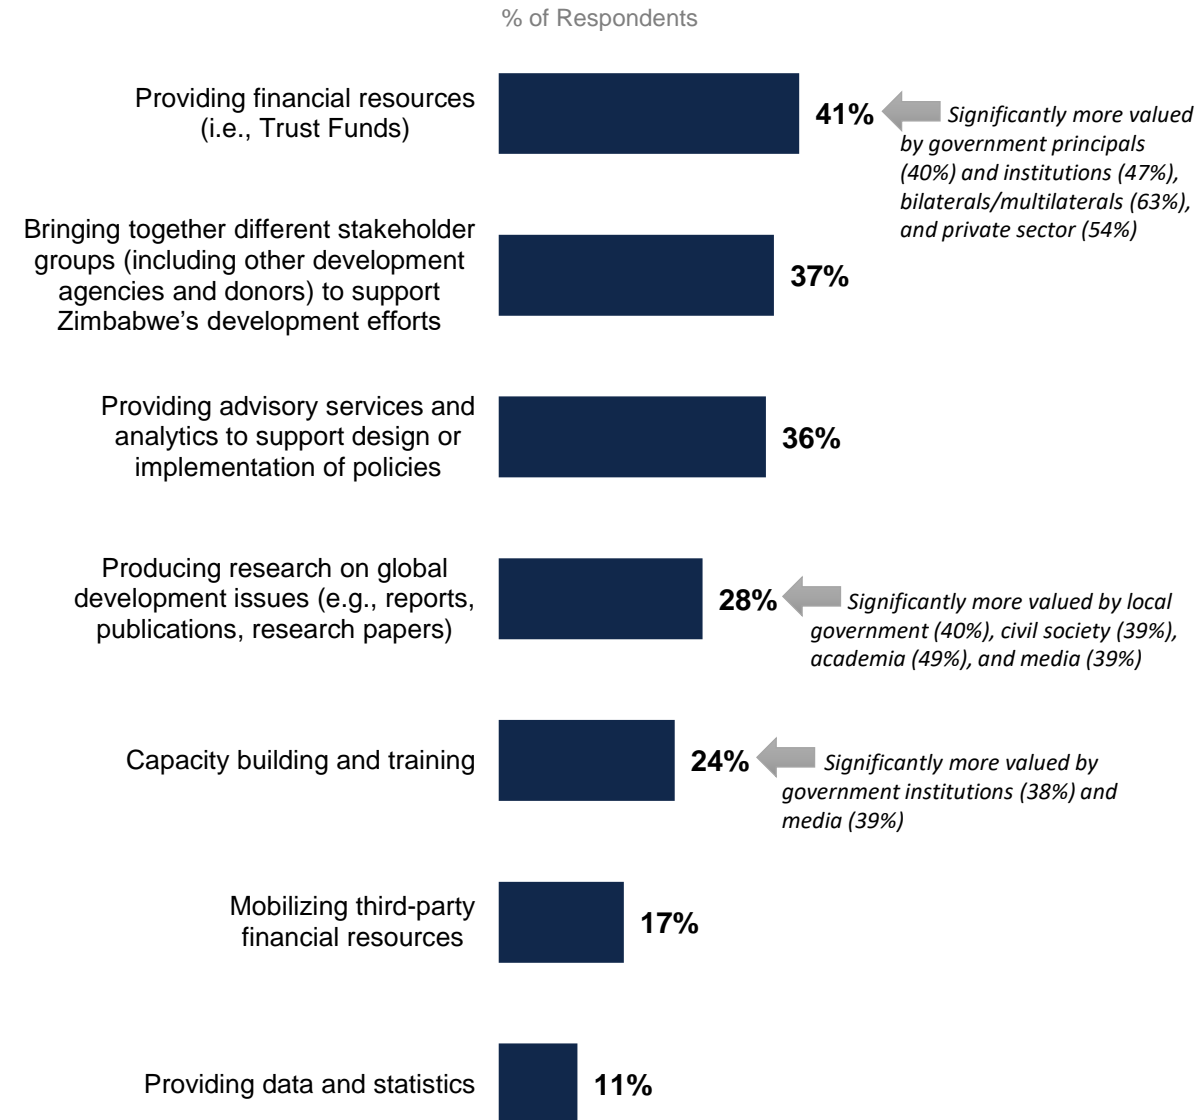 % of Respondents
Providing financial resources
(i.e., Trust Funds)
41%
Significantly more valued
by government principals
(40%) and institutions (47%),
bilaterals/multilaterals (63%),
and private sector (54%)
Bringing together different stakeholder
groups (including other development
agencies and donors) to support
Zimbabwe’s development efforts
37%
Providing advisory services and
analytics to support design or
implementation of policies
36%
Producing research on global
development issues (e.g., reports,
publications, research papers)
28%
Significantly more valued by local
government (40%), civil society (39%),
academia (49%), and media (39%)
Capacity building and training
24%
Significantly more valued by
government institutions (38%) and
media (39%)
Mobilizing third-party
financial resources
17%
Providing data and statistics
11%